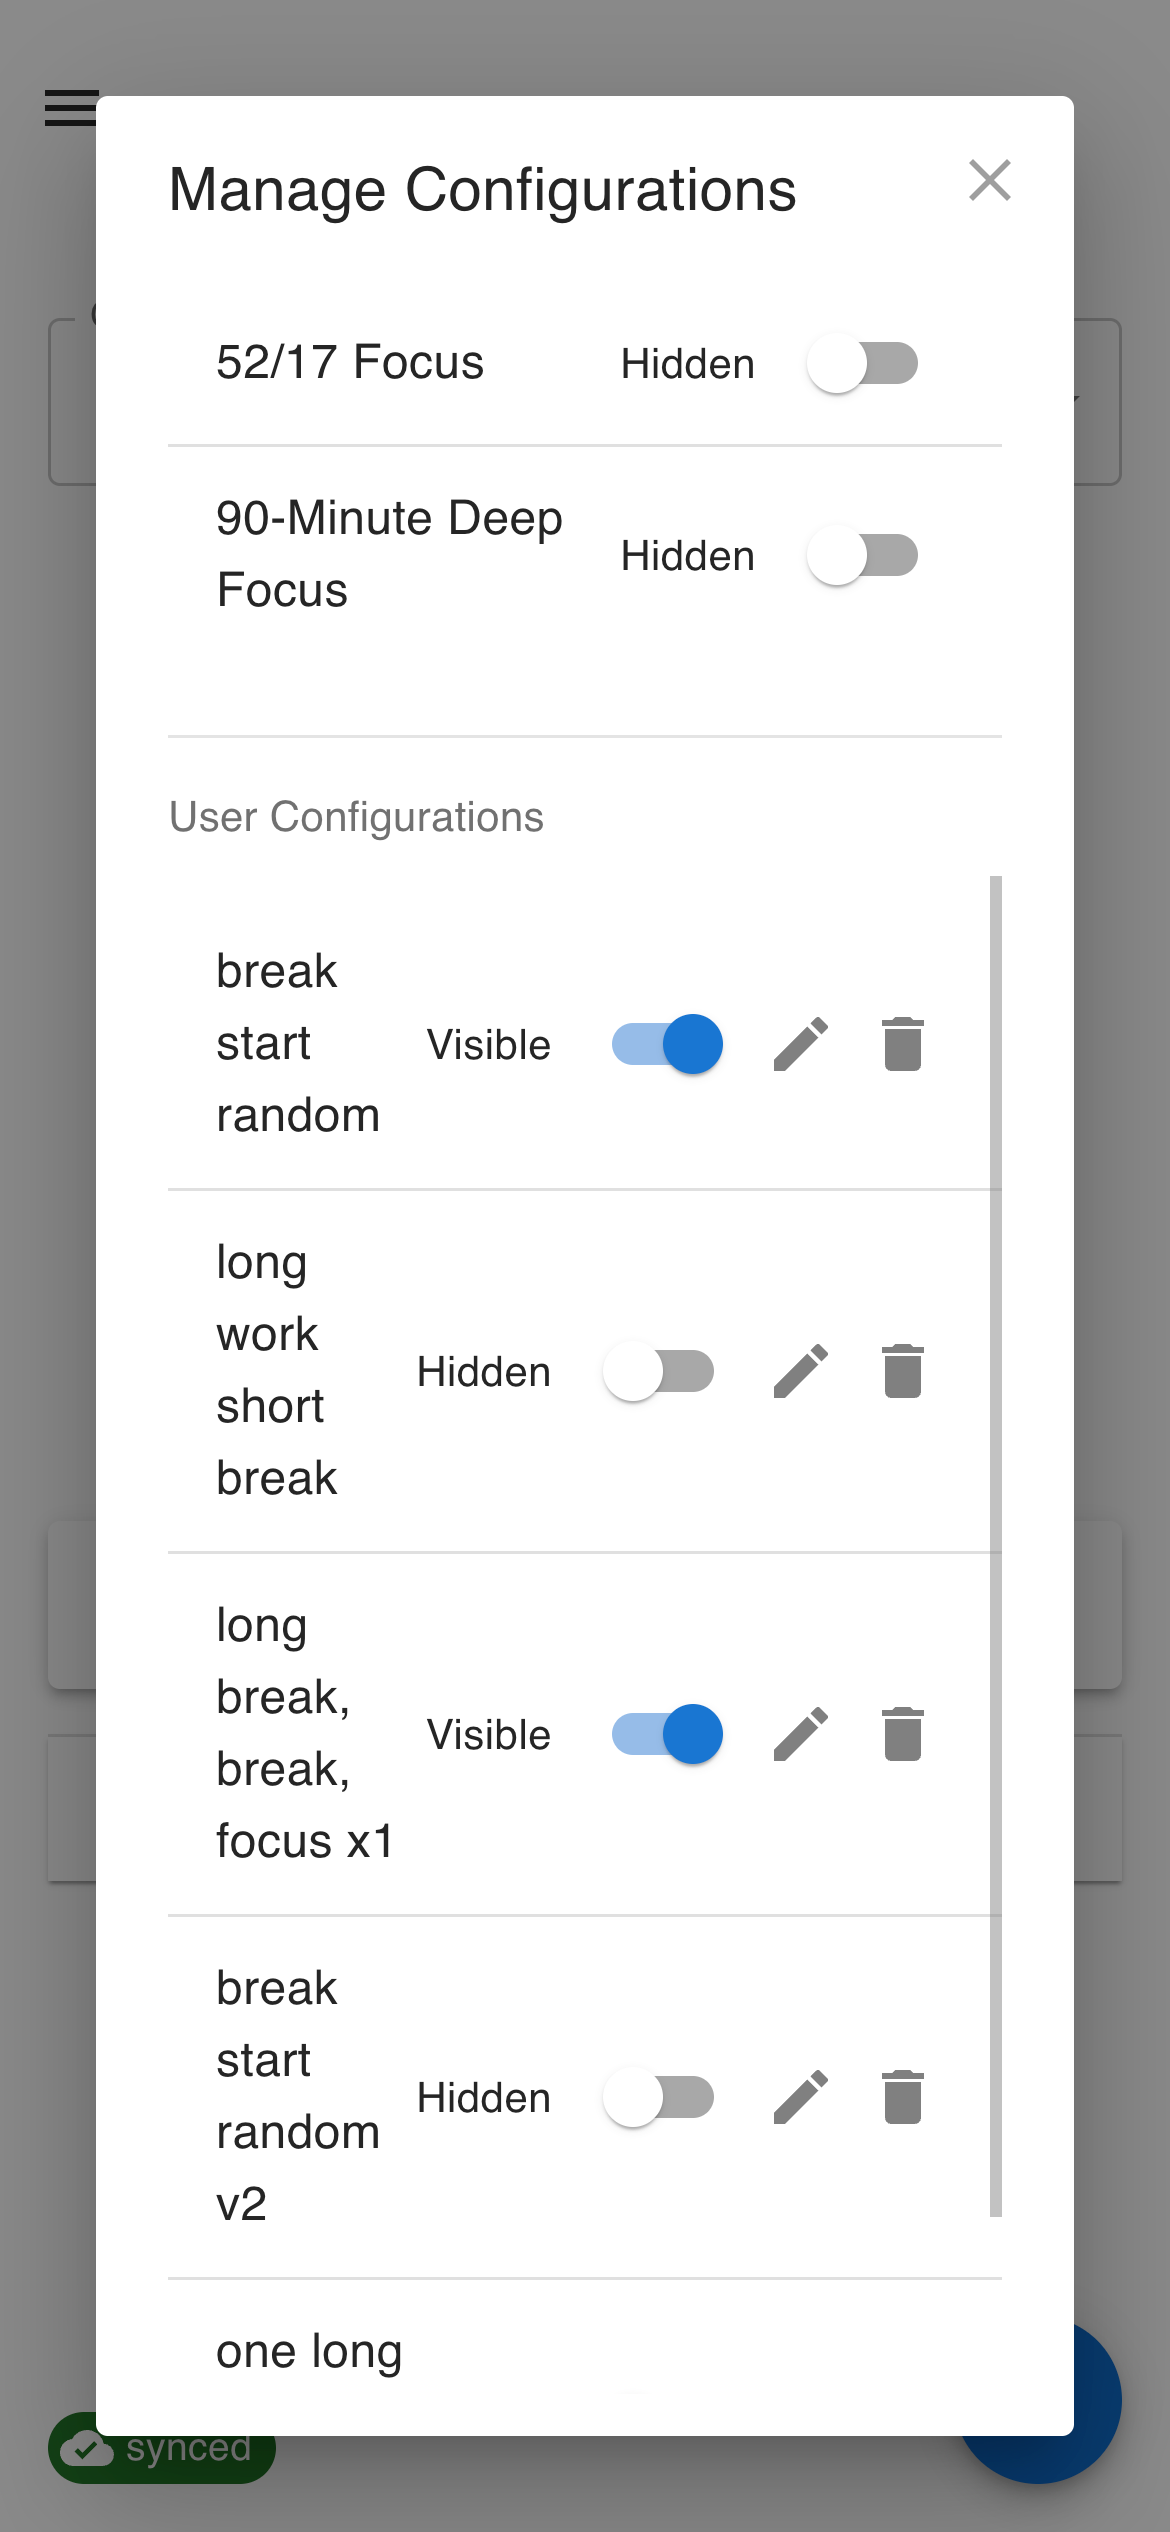 Manage Configurations
52/17 Focus
Hidden
90-Minute Deep
Focus
Hidden
User Configurations
break
start
random
Visible
long
work
short
break
Hidden
long
break,
break,
focus x1
Visible
break
start
random
v2
Hidden
one long
synced